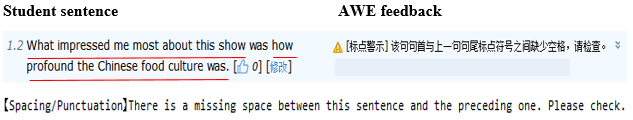 Student sentence AWE feedback
1.2 What impressed me most about this show was how
profound the Chinese food culture was. [👍 0] [修改]
[标点警示] 该句句首与上一句句尾标点符号之间缺少空格，请检查。
【Spacing/Punctuation】There is a missing space between this sentence and the preceding one. Please check.